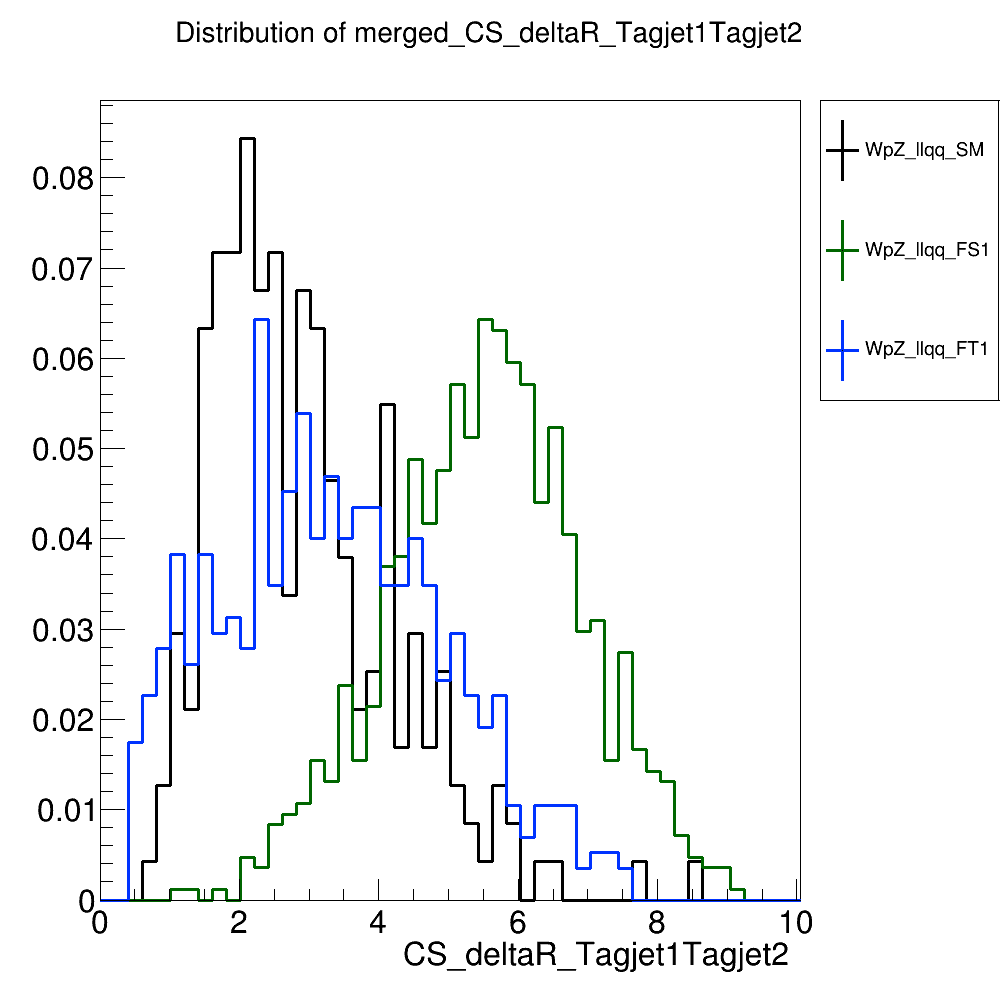 Distribution of merged_CS_deltaR_Tagjet1Tagjet2
WpZ_llqq_SM
WpZ_llqq_FS1
WpZ_llqq_FT1
0.08
0.07
0.06
0.05
0.04
0.03
0.02
0.01
0
0 2 4 6 8 10
CS_deltaR_Tagjet1Tagjet2